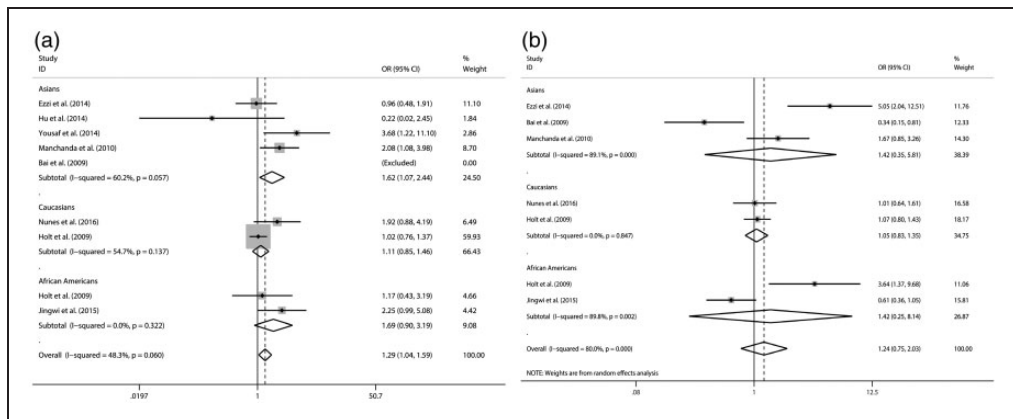 (a)
Study %
ID OR (95% CI) Weight
Asians
Ezzi et al. (2014) 0.96 (0.48, 1.91) 11.10
Hu et al. (2014) 0.22 (0.02, 2.45) 1.84
Yousaf et al. (2014) 3.68 (1.22, 11.10) 2.86
Manchanda et al. (2010) 2.08 (1.08, 3.98) 8.70
Bai et al. (2009) (Excluded) 0.00
Subtotal (I-squared = 60.2%, p = 0.057) 1.62 (1.07, 2.44) 24.50
.
Caucasians
Nunes et al. (2016) 1.92 (0.88, 4.19) 6.49
Holt et al. (2009) 1.02 (0.76, 1.37) 59.93
Subtotal (I-squared = 54.7%, p = 0.137) 1.11 (0.85, 1.46) 66.43
.
African Americans
Holt et al. (2009) 1.17 (0.43, 3.19) 4.66
Jingwi et al. (2015) 2.25 (0.99, 5.08) 4.42
Subtotal (I-squared = 0.0%, p = 0.322) 1.69 (0.90, 3.19) 9.08
.
Overall (I-squared = 48.3%, p = 0.060) 1.29 (1.04, 1.59) 100.00
.0197 1 50.7
(b)
Study %
ID OR (95% CI) Weight
Asians
Ezzi et al. (2014) 5.05 (2.04, 12.51) 11.76
Bai et al. (2009) 0.34 (0.15, 0.81) 12.33
Manchanda et al. (2010) 1.67 (0.85, 3.26) 14.30
Subtotal (I-squared = 89.1%, p = 0.000) 1.42 (0.35, 5.81) 38.39
.
Caucasians
Nunes et al. (2016) 1.01 (0.64, 1.61) 16.58
Holt et al. (2009) 1.07 (0.80, 1.43) 18.17
Subtotal (I-squared = 0.0%, p = 0.847) 1.05 (0.83, 1.35) 34.75
.
African Americans
Holt et al. (2009) 3.64 (1.37, 9.68) 11.06
Jingwi et al. (2015) 0.61 (0.36, 1.05) 15.81
Subtotal (I-squared = 89.8%, p = 0.002) 1.42 (0.25, 8.14) 26.87
.
Overall (I-squared = 80.0%, p = 0.000) 1.24 (0.75, 2.03) 100.00
NOTE: Weights are from random effects analysis
.08 1 12.5